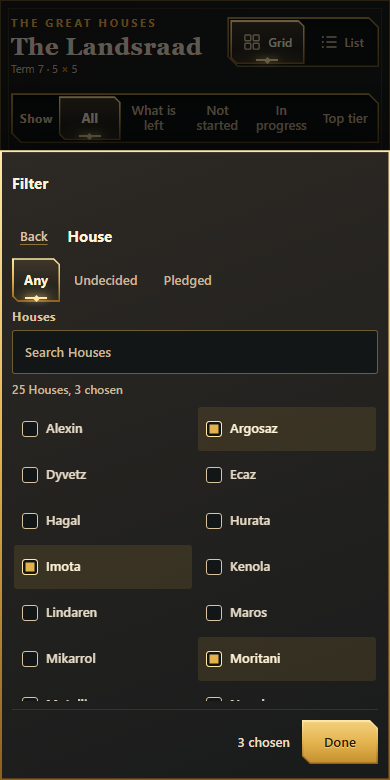 THE GREAT HOUSES
The Landsraad
Term 7 · 5 × 5
Grid
List
Show
All
What is left
Not started
In progress
Top tier
Filter
Back
House
Any
Undecided
Pledged
Houses
Search Houses
25 Houses, 3 chosen
Alexin
Argosaz
Dyvetz
Ecaz
Hagal
Hurata
Imota
Kenola
Lindaren
Maros
Mikarrol
Moritani
3 chosen
Done